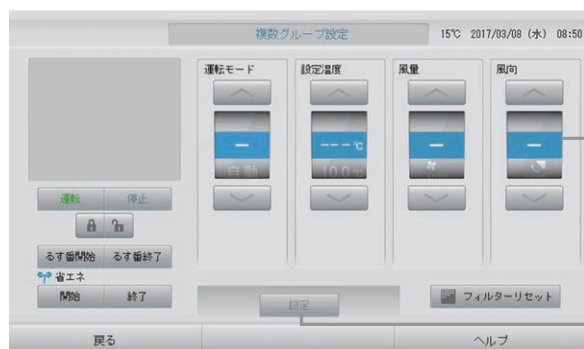 複数グループ設定 15℃ 2017/03/08 (水) 08:50
運転モード 設定温度 風量 風向
－ ---℃ － －
自動 10.0
運転 停止
るす番開始 るす番終了
省エネ
開始 終了
設定 フィルターリセット
戻る ヘルプ